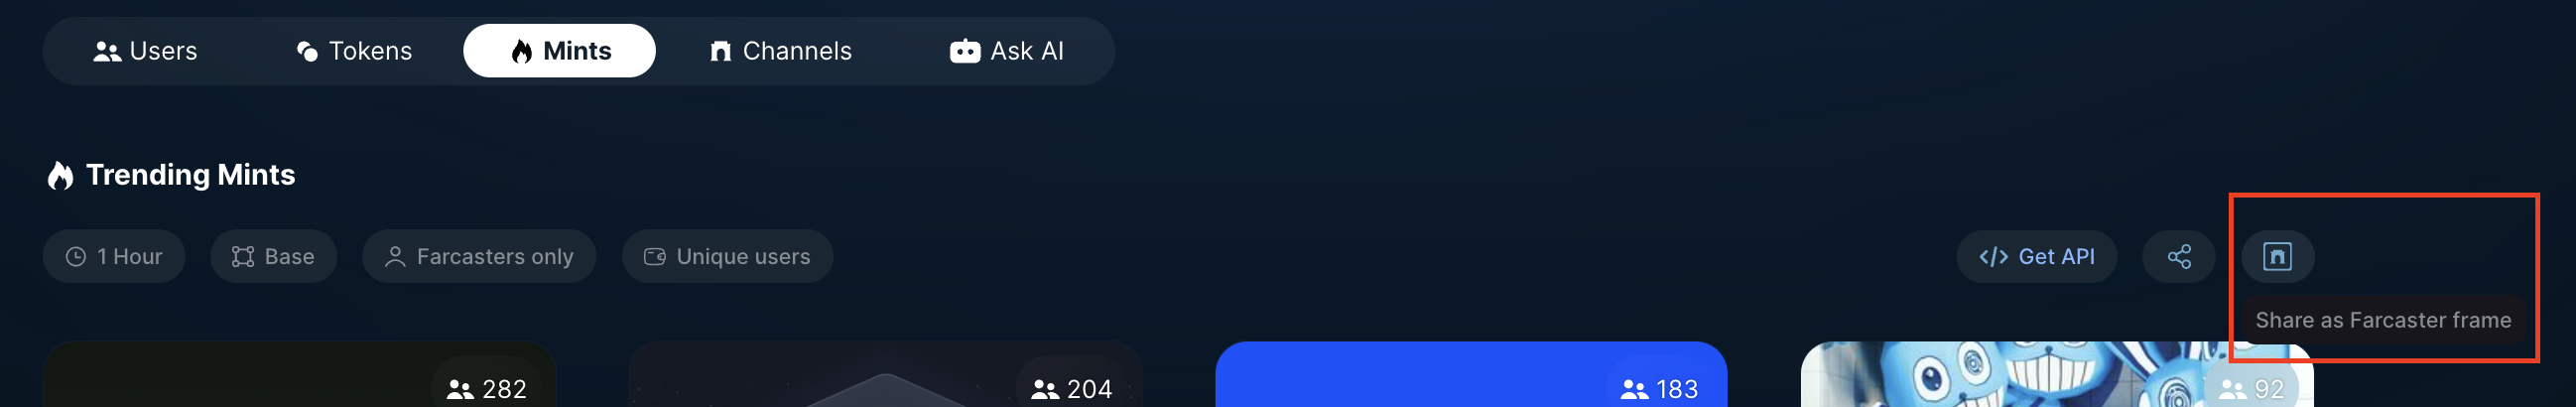 Users Tokens Mints Channels Ask AI
Trending Mints
1 Hour Base Farcasters only Unique users </> Get API
Share as Farcaster frame
282 204 183 92